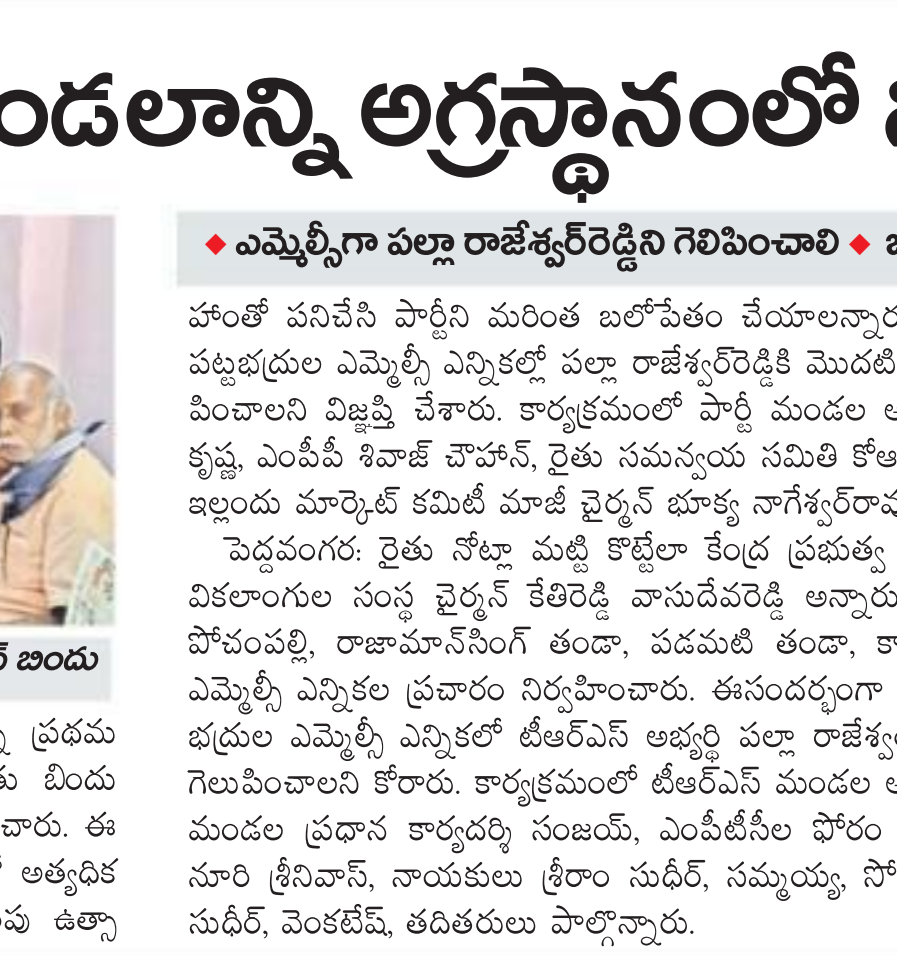 అగ్రస్థానంలో
ఎమ్మెల్సీగా పల్లా రాజేశ్వర్‌రెడ్డిని గెలిపించాలి
బిందు
ప్రథమ
బిందు
చారు. ఈ
అత్యధిక
ఉత్సా
హాంతో పనిచేసి పార్టీని మరింత బలోపేతం చేయాలన్నార
పట్టభద్రుల ఎమ్మెల్సీ ఎన్నికల్లో పల్లా రాజేశ్వర్‌రెడ్డికి మొదటి
పించాలని విజ్ఞప్తి చేశారు. కార్యక్రమంలో పార్టీ మండల
కృష్ణ, ఎంపీపీ శివాజ్ చౌహాన్, రైతు సమన్వయ సమితి కోఆ
ఇల్లందు మార్కెట్ కమిటీ మాజీ చైర్మన్ భూక్య నాగేశ్వర్‌రావు
పెద్దవంగర: రైతు నోట్లా మట్టి కొట్టేలా కేంద్ర ప్రభుత్వ
వికలాంగుల సంస్థ చైర్మన్ కేతిరెడ్డి వాసుదేవరెడ్డి అన్నారు
పోచంపల్లి, రాజామాన్‌సింగ్ తండా, పడమటి తండా, కా
ఎమ్మెల్సీ ఎన్నికల ప్రచారం నిర్వహించారు. ఈసందర్భంగా
భద్రుల ఎమ్మెల్సీ ఎన్నికలో టీఆర్ఎస్ అభ్యర్థి పల్లా రాజేశ్వ
గెలుపించాలని కోరారు. కార్యక్రమంలో టీఆర్ఎస్ మండల
మండల ప్రధాన కార్యదర్శి సంజయ్, ఎంపీటీసీల ఫోరం
నూరి శ్రీనివాస్, నాయకులు శ్రీరాం సుధీర్, సమ్మయ్య, సో
సుధీర్, వెంకటేష్, తదితరులు పాల్గొన్నారు.